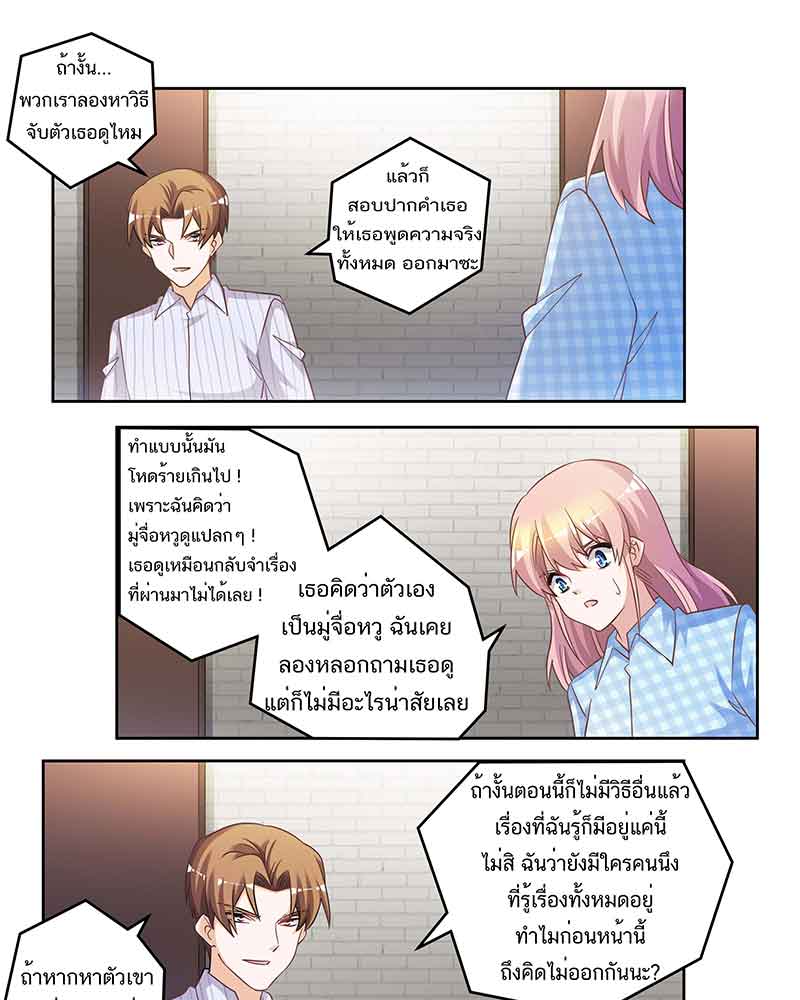 ถ้างั้น...
พวกเราลองหาวิธี
จับตัวเธอดูไหม
แล้วก็
สอบปากคำเธอ
ให้เธอพูดความจริง
ทั้งหมด ออกมาซะ
ทำแบบนั้นมัน
โหดร้ายเกินไป !
เพราะฉันคิดว่า
มู่จื่อหวูดูแปลกๆ !
เธอดูเหมือนกลับจำเรื่อง
ที่ผ่านมาไม่ได้เลย !
เธอคิดว่าตัวเอง
เป็นมู่จื่อหวู ฉันเคย
ลองหลอกถามเธอดู
แต่ก็ไม่มีอะไรน่าสัยเลย
ถ้างั้นตอนนี้ก็ไม่มีวิธีอื่นแล้ว
เรื่องที่ฉันรู้ก็มีอยู่แค่นี้
ไม่สิ ฉันว่ายังมีใครคนนึง
ที่รู้เรื่องทั้งหมดอยู่
ทำไมก่อนหน้านี้
ถึงคิดไม่ออกกันนะ?
ถ้าหากหาตัวเขา